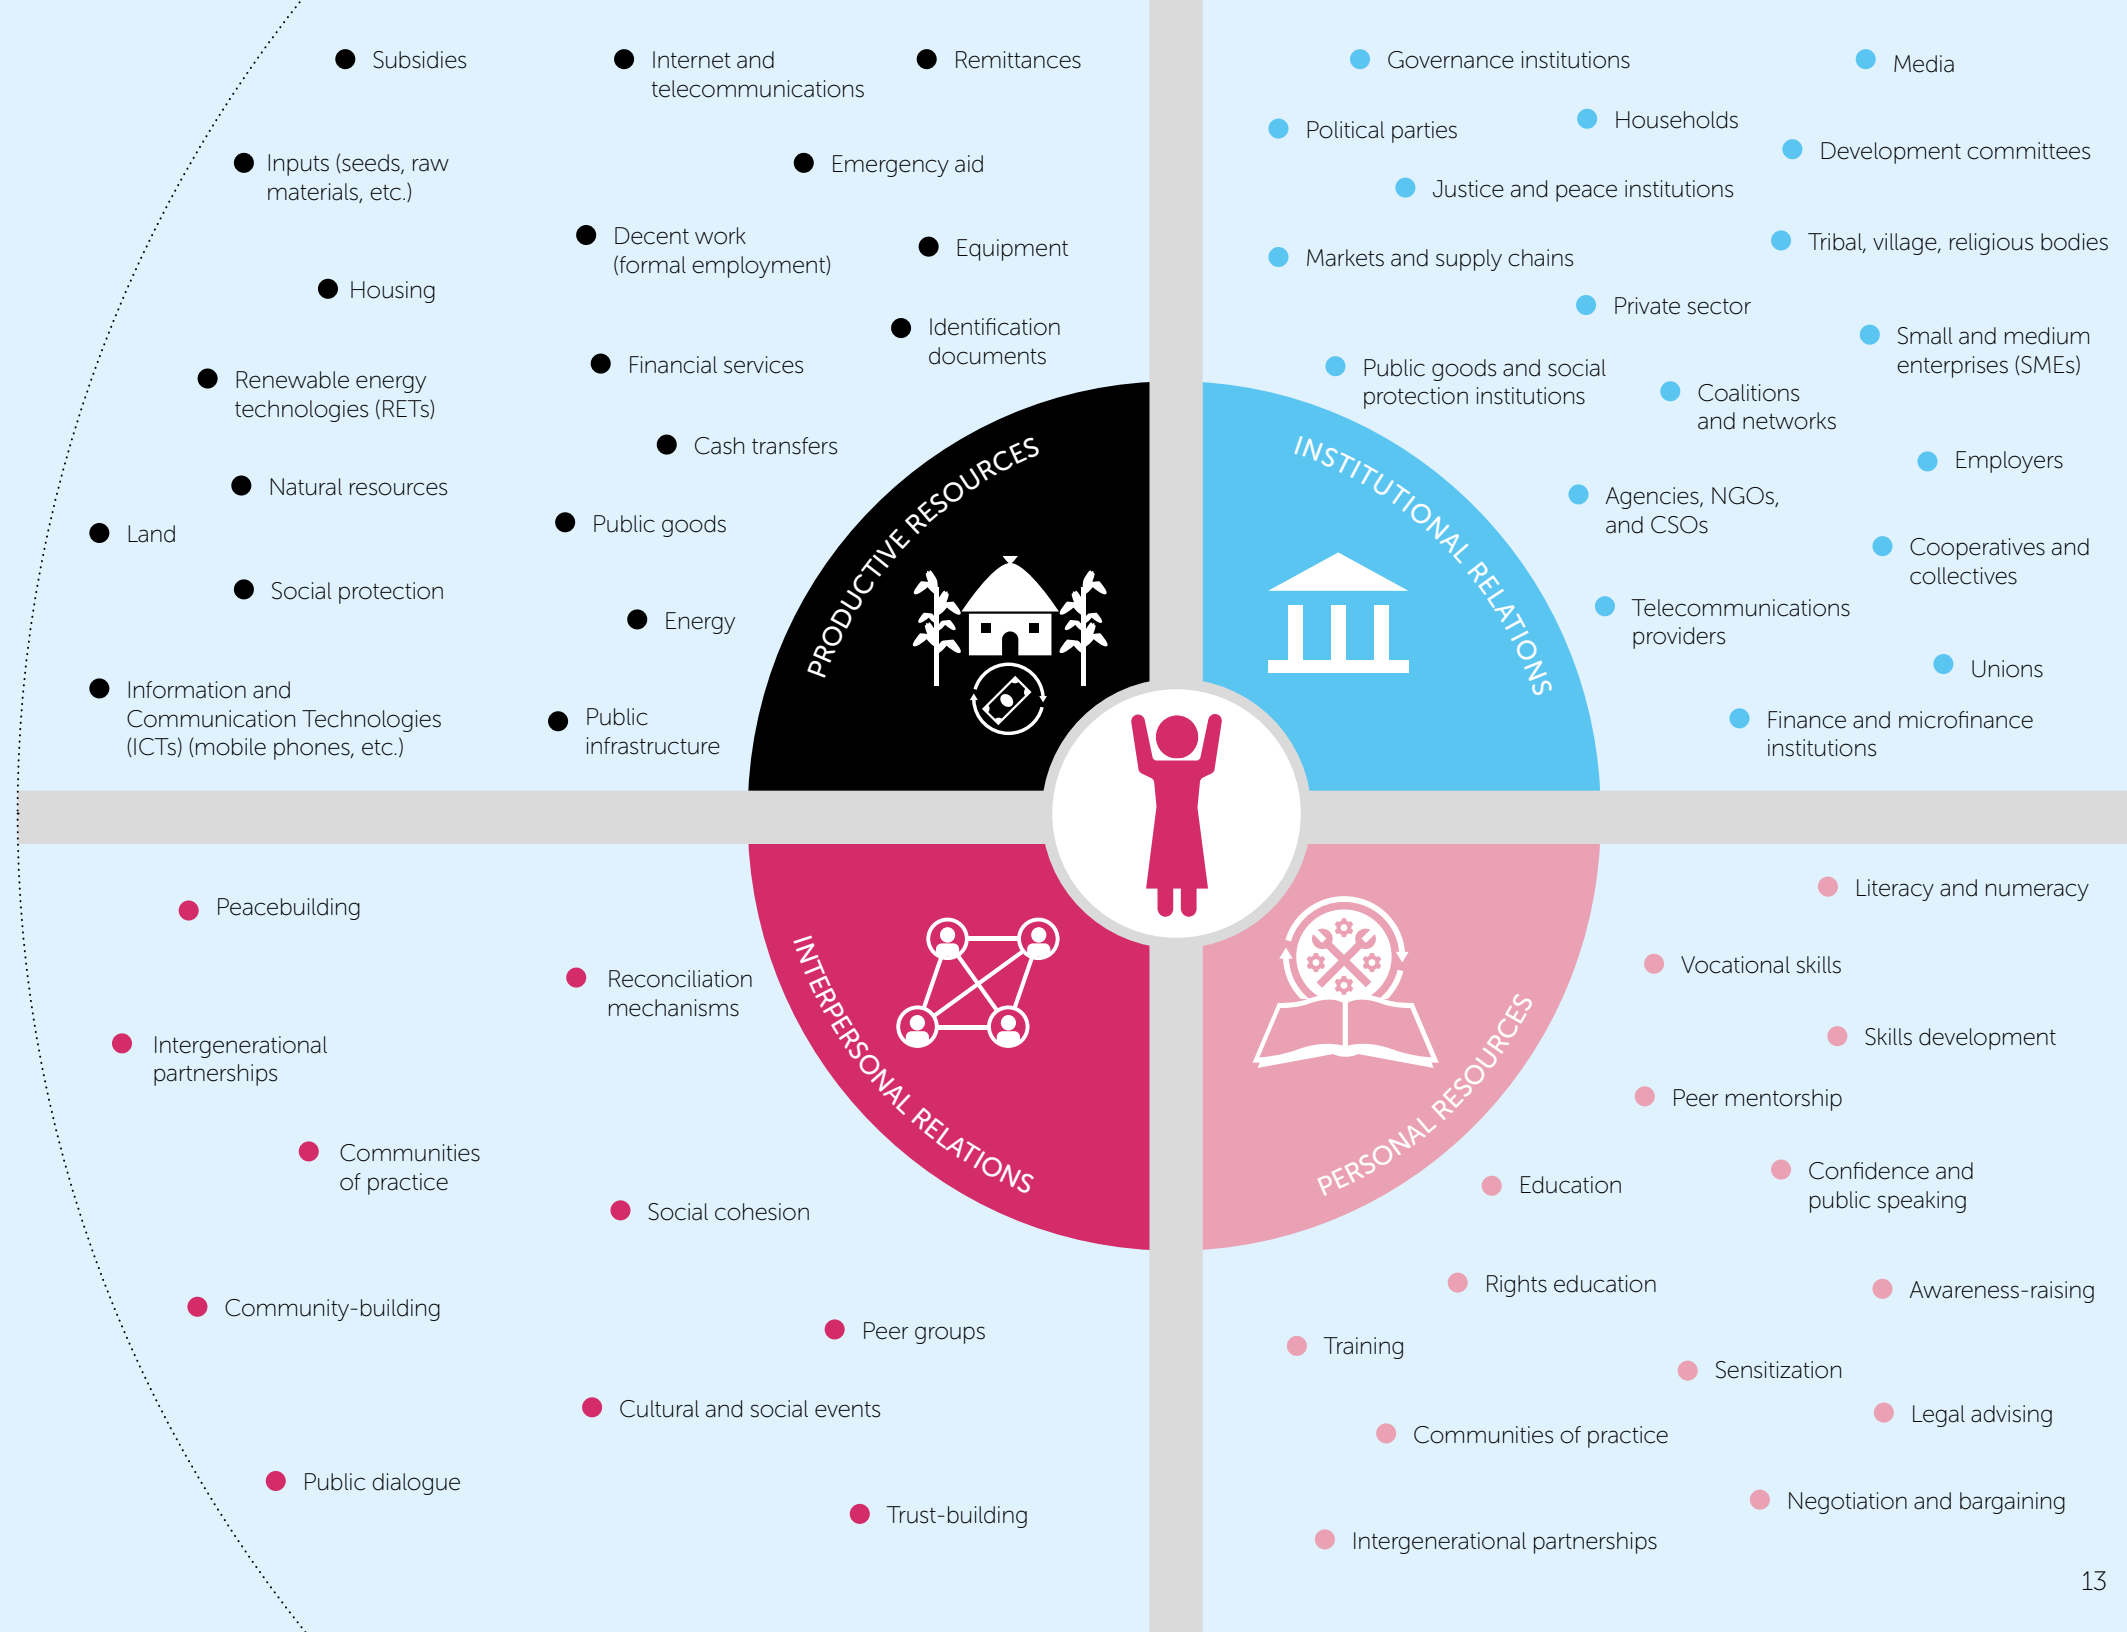 Subsidies
Internet and
telecommunications
Remittances
Inputs (seeds, raw
materials, etc.)
Emergency aid
Decent work
(formal employment)
Equipment
Housing
Identification
documents
Financial services
Renewable energy
technologies (RETs)
Cash transfers
Natural resources
Public goods
Land
Social protection
Energy
Information and
Communication Technologies
(ICTs) (mobile phones, etc.)
Public
infrastructure
PRODUCTIVE RESOURCES
Governance institutions
Media
Political parties
Households
Development committees
Justice and peace institutions
Tribal, village, religious bodies
Markets and supply chains
Private sector
Small and medium
enterprises (SMEs)
Public goods and social
protection institutions
Coalitions
and networks
Employers
Agencies, NGOs,
and CSOs
Cooperatives and
collectives
Telecommunications
providers
Unions
Finance and microfinance
institutions
INSTITUTIONAL RELATIONS
Peacebuilding
Reconciliation
mechanisms
Intergenerational
partnerships
Communities
of practice
Social cohesion
Community-building
Peer groups
Cultural and social events
Public dialogue
Trust-building
INTERPERSONAL RELATIONS
Literacy and numeracy
Vocational skills
Skills development
Peer mentorship
Confidence and
public speaking
Education
Rights education
Awareness-raising
Training
Sensitization
Legal advising
Communities of practice
Negotiation and bargaining
Intergenerational partnerships
PERSONAL RESOURCES
13